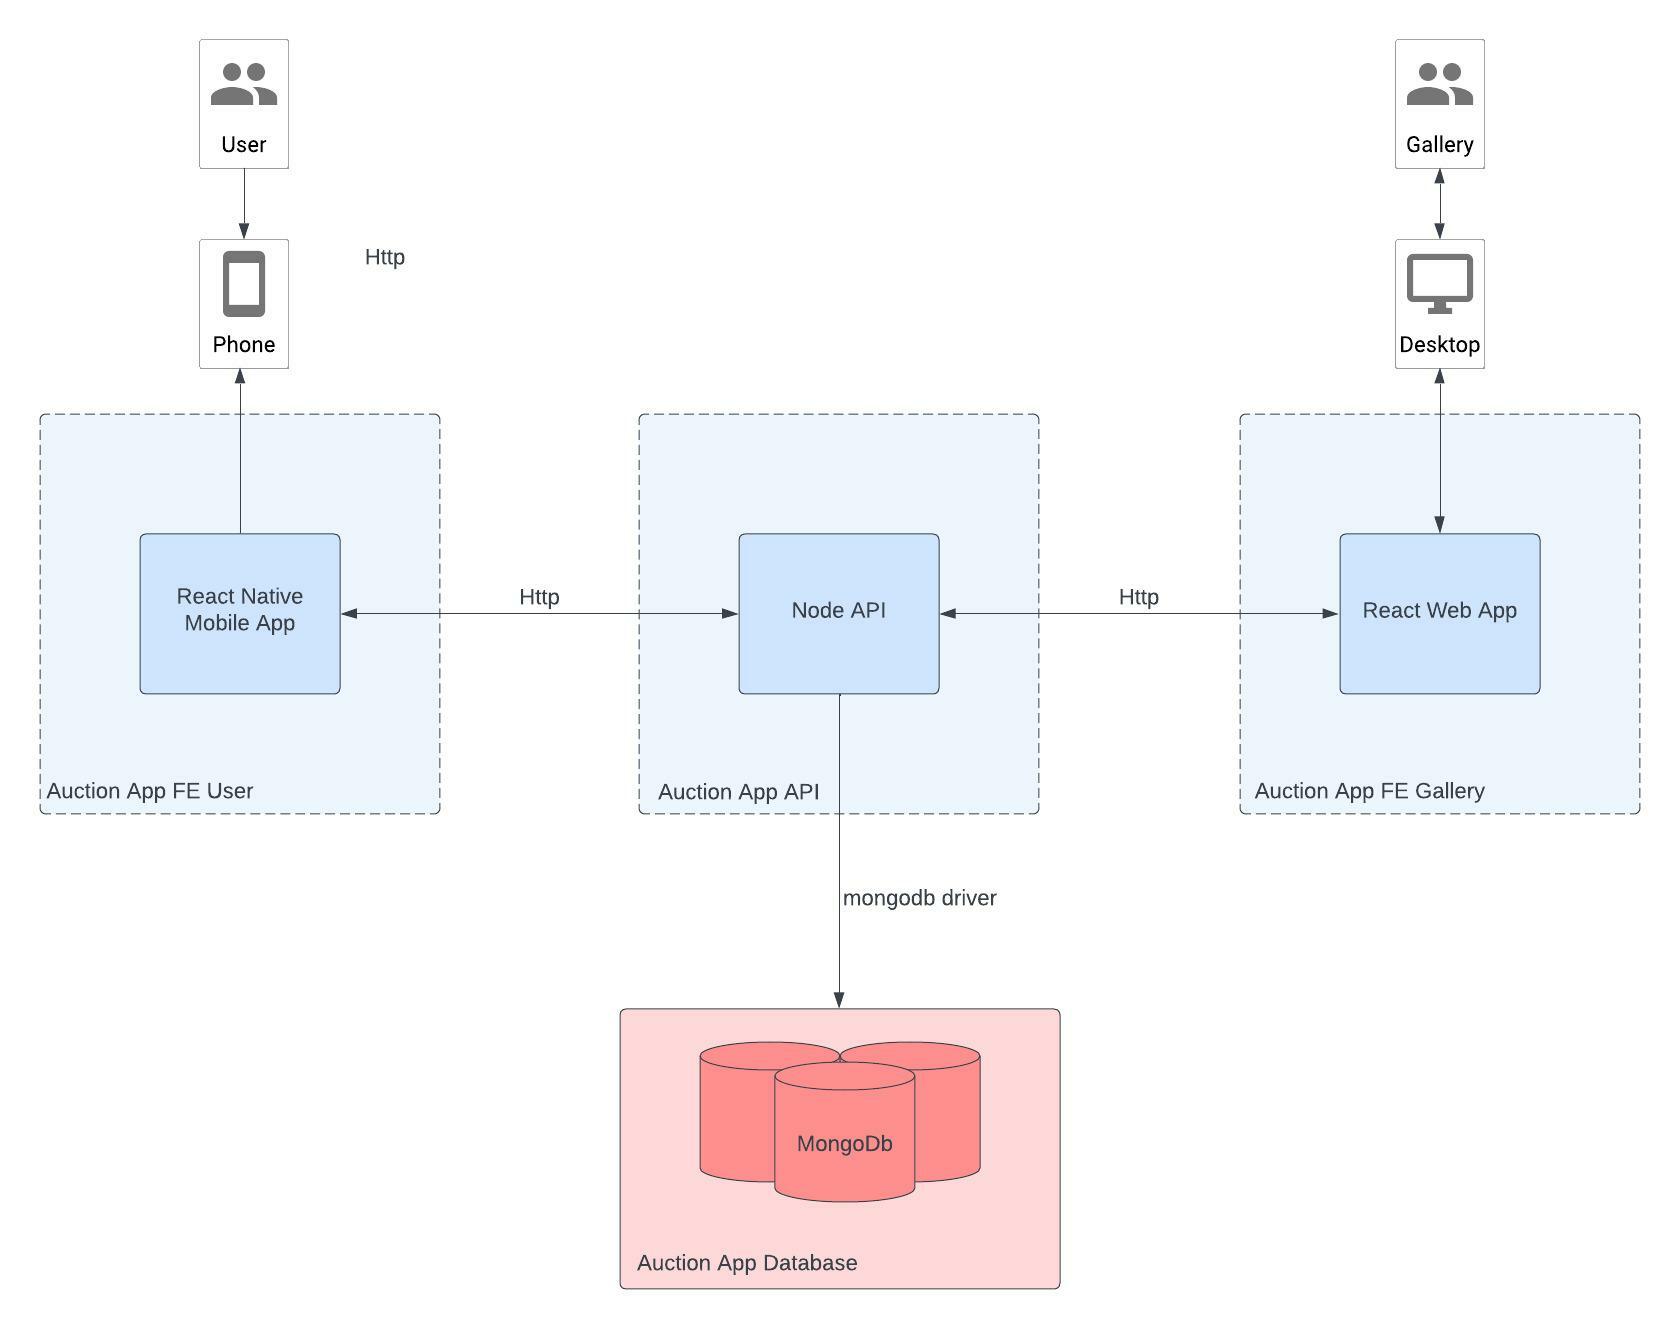 User
Gallery
Http
Phone
Desktop
React Native
Mobile App
Http
Node API
Http
React Web App
Auction App FE User
Auction App API
Auction App FE Gallery
mongodb driver
MongoDb
Auction App Database